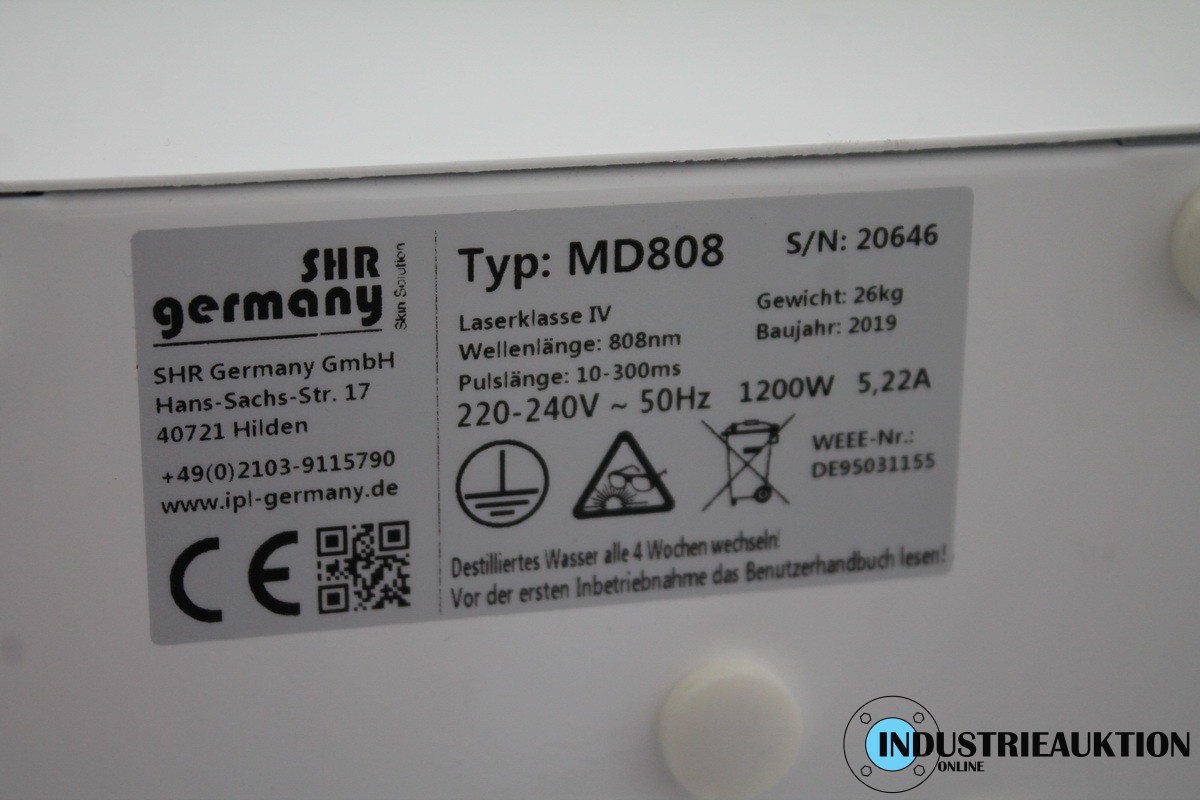 SHR
germany
Skin Solution
SHR Germany GmbH
Hans-Sachs-Str. 17
40721 Hilden
+49(0)2103-9115790
www.ipl-germany.de
CE
Typ: MD808
S/N: 20646
Laserklasse IV
Wellenlänge: 808nm
Pulslänge: 10-300ms
Gewicht: 26kg
Baujahr: 2019
220-240V ~ 50Hz 1200W 5,22A
WEEE-Nr.:
DE95031155
Destilliertes Wasser alle 4 Wochen wechseln!
Vor der ersten Inbetriebnahme das Benutzerhandbuch lesen!
INDUSTRIEAUKTION
ONLINE